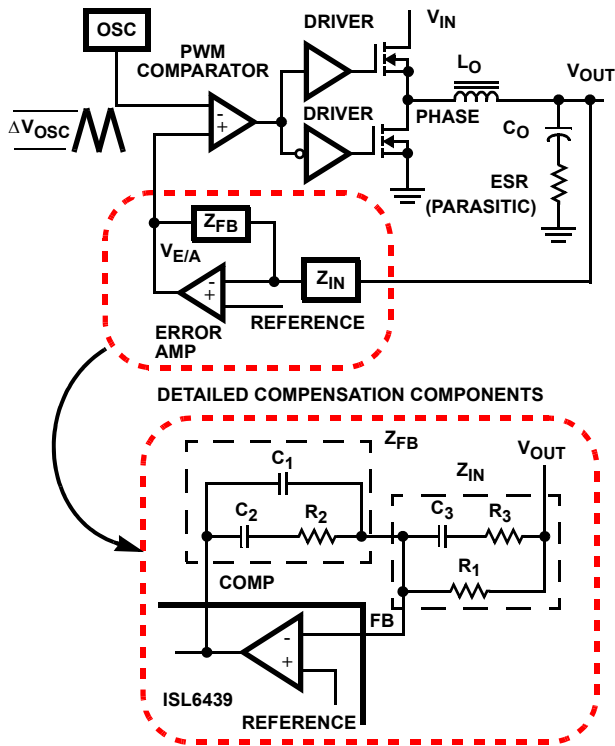 OSC
PWM
COMPARATOR
DRIVER
VIN
LO
VOUT
ΔVOSC
-
+
DRIVER
PHASE
CO
ESR
(PARASITIC)
ZFB
VE/A
ZIN
-
+
REFERENCE
ERROR
AMP
DETAILED COMPENSATION COMPONENTS
ZFB
C1
VOUT
ZIN
C2
R2
C3
R3
R1
COMP
FB
-
+
ISL6439
REFERENCE